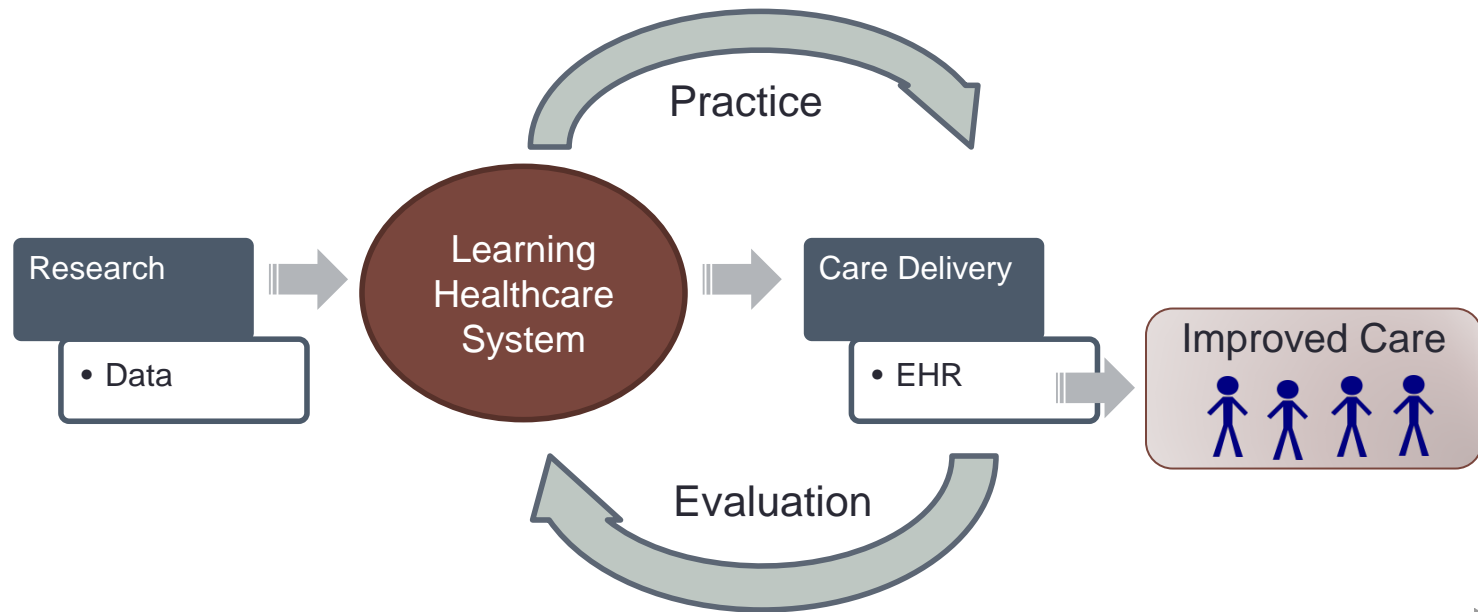 Practice
Research
• Data
Learning
Healthcare
System
Care Delivery
• EHR
Improved Care
Evaluation